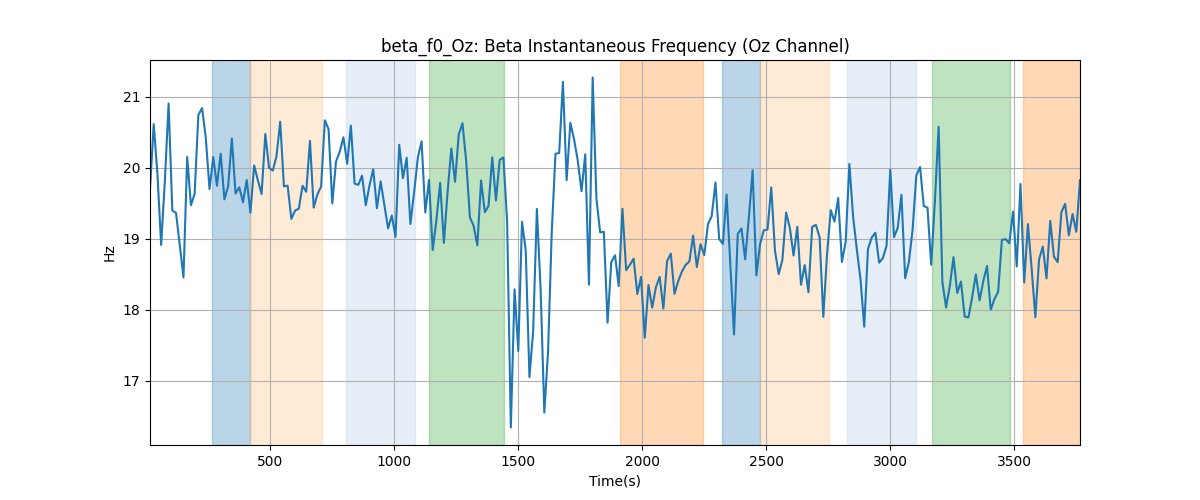 beta_f0_Oz: Beta Instantaneous Frequency (Oz Channel)
21
20
19
18
17
Hz
500 1000 1500 2000 2500 3000 3500
Time(s)